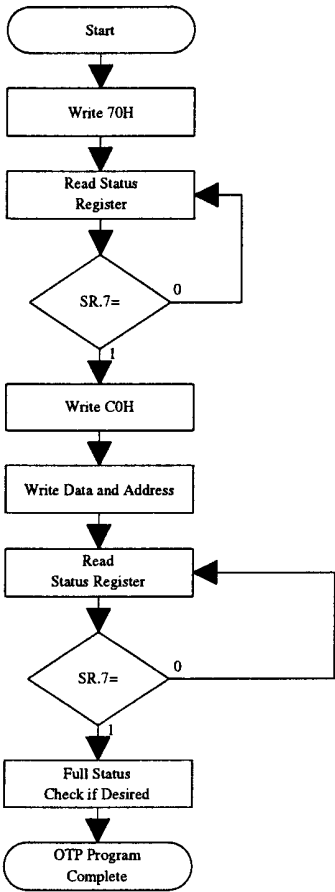 Start
Write 70H
Read Status
Register
SR.7=
0
1
Write C0H
Write Data and Address
Read
Status Register
SR.7=
0
1
Full Status
Check if Desired
OTP Program
Complete